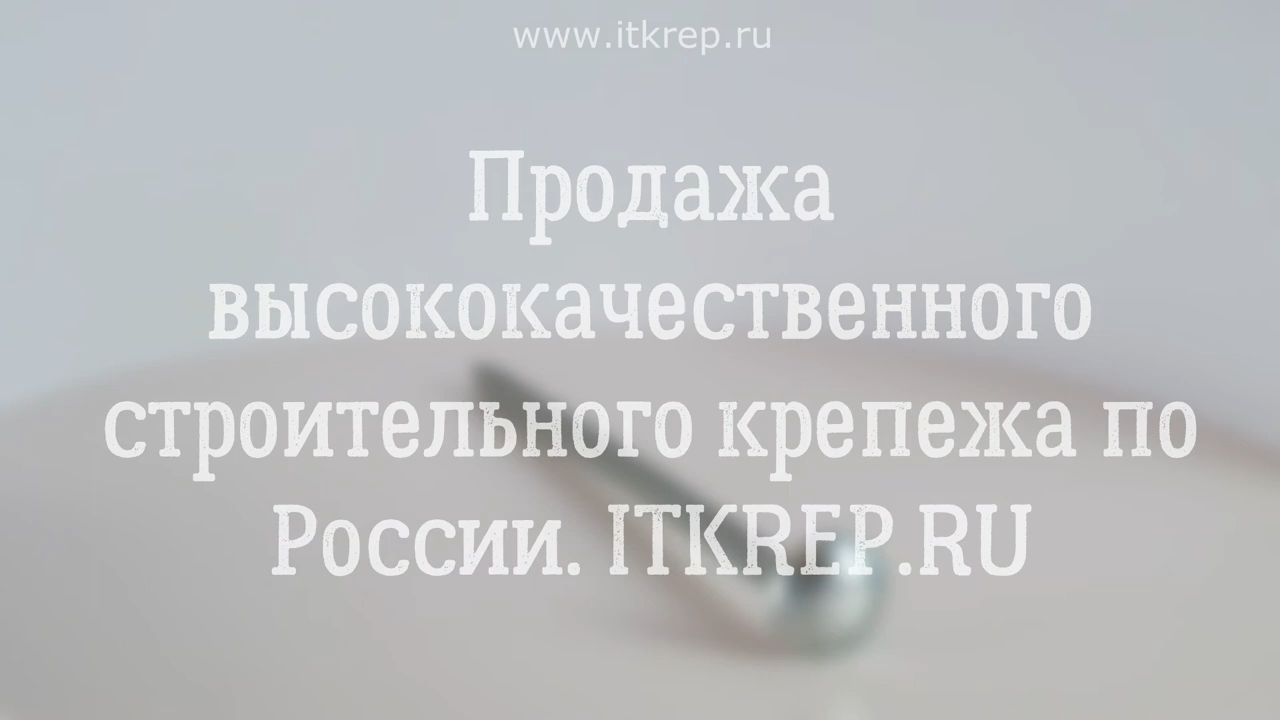 www.itkrep.ru
Продажа
высококачественного
строительного крепежа по
России. ITKREP.RU